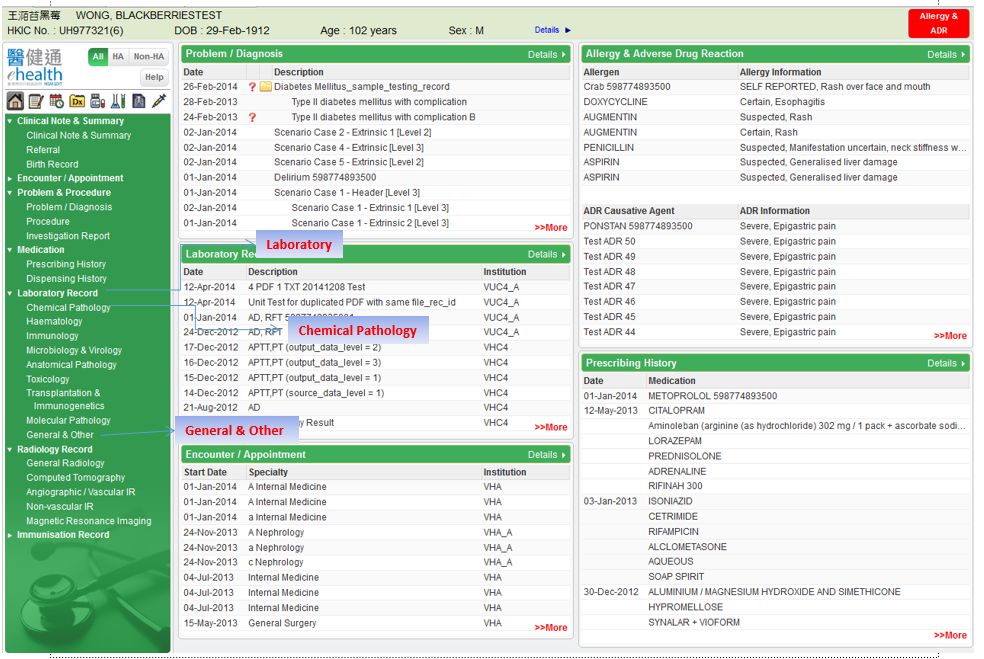 王滔苔黑莓 WONG, BLACKBERRIESTEST
HKIC No. : UH977321(6) DOB : 29-Feb-1912 Age : 102 years Sex : M Details
Allergy &
ADR
醫健通
ehealth
All HA Non-HA
Help
Dx
Clinical Note & Summary
Clinical Note & Summary
Referral
Birth Record
Encounter / Appointment
Problem & Procedure
Problem / Diagnosis
Procedure
Investigation Report
Medication
Prescribing History
Dispensing History
Laboratory Record
Chemical Pathology
Haematology
Immunology
Microbiology & Virology
Anatomical Pathology
Toxicology
Transplantation &
Immunogenetics
Molecular Pathology
General & Other
Radiology Record
General Radiology
Computed Tomography
Angiographic / Vascular IR
Non-vascular IR
Magnetic Resonance Imaging
Immunisation Record
Problem / Diagnosis Details
Date Description
26-Feb-2014 ? Diabetes Mellitus_sample_testing_record
28-Feb-2013 Type II diabetes mellitus with complication
24-Feb-2013 ? Type II diabetes mellitus with complication B
02-Jan-2014 Scenario Case 2 - Extrinsic 1 [Level 2]
02-Jan-2014 Scenario Case 4 - Extrinsic [Level 3]
02-Jan-2014 Scenario Case 5 - Extrinsic [Level 2]
01-Jan-2014 Delirium 598774893500
01-Jan-2014 Scenario Case 1 - Header [Level 3]
02-Jan-2014 Scenario Case 1 - Extrinsic 1 [Level 3]
01-Jan-2014 Scenario Case 1 - Extrinsic 2 [Level 3]
>>More
Laboratory
Laboratory Rec Details
Date Description Institution
12-Apr-2014 4 PDF 1 TXT 20141208 Test VUC4_A
12-Apr-2014 Unit Test for duplicated PDF with same file_rec_id VUC4_A
01-Jan-2014 AD, RFT VUC4_A
24-Dec-2012 AD, RFT VUC4_A
Chemical Pathology
17-Dec-2012 APTT,PT (output_data_level = 2) VHC4
16-Dec-2012 APTT,PT (output_data_level = 3) VHC4
15-Dec-2012 APTT,PT (output_data_level = 1) VHC4
14-Dec-2012 APTT,PT (source_data_level = 1) VHC4
21-Aug-2012 AD VHC4
General & Other
y Result VHC4
>>More
Encounter / Appointment Details
Start Date Specialty Institution
01-Jan-2014 A Internal Medicine VHA
01-Jan-2014 A Internal Medicine VHA
01-Jan-2014 a Internal Medicine VHA
24-Nov-2013 A Nephrology VHA_A
24-Nov-2013 a Nephrology VHA_A
24-Nov-2013 c Nephrology VHA_A
04-Jul-2013 Internal Medicine VHA
04-Jul-2013 Internal Medicine VHA
04-Jul-2013 Internal Medicine VHA
15-May-2013 General Surgery VHA
>>More
Allergy & Adverse Drug Reaction Details
Allergen Allergy Information
Crab 598774893500 SELF REPORTED, Rash over face and mouth
DOXYCYCLINE Certain, Esophagitis
AUGMENTIN Suspected, Rash
AUGMENTIN Certain, Rash
PENICILLIN Suspected, Manifestation uncertain, neck stiffness w...
ASPIRIN Suspected, Generalised liver damage
ASPIRIN Suspected, Generalised liver damage
ADR Causative Agent ADR Information
PONSTAN 598774893500 Severe, Epigastric pain
Test ADR 50 Severe, Epigastric pain
Test ADR 49 Severe, Epigastric pain
Test ADR 48 Severe, Epigastric pain
Test ADR 47 Severe, Epigastric pain
Test ADR 46 Severe, Epigastric pain
Test ADR 45 Severe, Epigastric pain
Test ADR 44 Severe, Epigastric pain
>>More
Prescribing History Details
Date Medication
01-Jan-2014 METOPROLOL 598774893500
12-May-2013 CITALOPRAM
Aminoleban (arginine (as hydrochloride) 302 mg / 1 pack + ascorbate sodi...
LORAZEPAM
PREDNISOLONE
ADRENALINE
RIFINAH 300
03-Jan-2013 ISONIAZID
CETRIMIDE
RIFAMPICIN
ALCLOMETASONE
AQUEOUS
SOAP SPIRIT
30-Dec-2012 ALUMINIUM / MAGNESIUM HYDROXIDE AND SIMETHICONE
HYPROMELLOSE
SYNALAR + VIOFORM
>>More